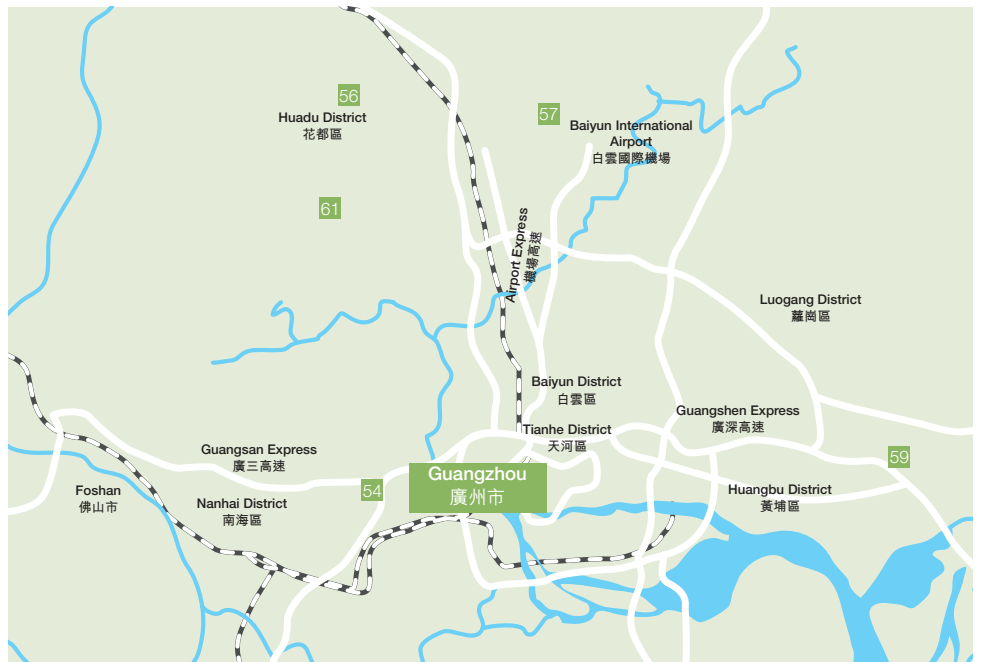 56
Huadu District
花都區
57
Baiyun International
Airport
白雲國際機場
61
Airport Express
機場高速
Luogang District
蘿崗區
Baiyun District
白雲區
Guangshen Express
廣深高速
Tianhe District
天河區
Guangsan Express
廣三高速
59
Guangzhou
廣州市
54
Foshan
佛山市
Nanhai District
南海區
Huangbu District
黃埔區